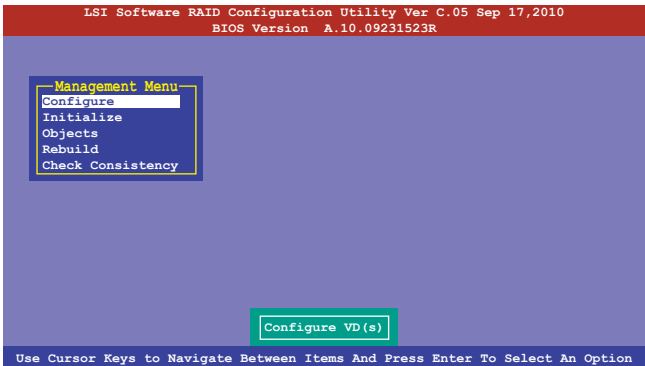 LSI Software RAID Configuration Utility Ver C.05 Sep 17,2010
BIOS Version A.10.09231523R
Management Menu
Configure
Initialize
Objects
Rebuild
Check Consistency
Configure VD(s)
Use Cursor Keys to Navigate Between Items And Press Enter To Select An Option